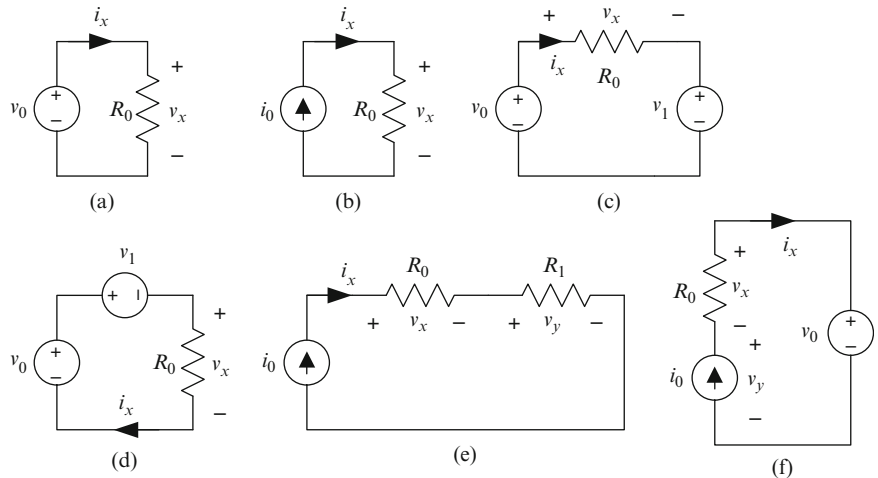 i_x
v_0
+
−
R_0
+
v_x
−
(a)
i_x
i_0
R_0
+
v_x
−
(b)
+
v_x
−
i_x
R_0
v_0
+
−
v_1
+
−
(c)
v_1
+
−
v_0
+
−
R_0
+
v_x
−
i_x
(d)
i_x
R_0
R_1
+
v_x
−
+
v_y
−
i_0
(e)
i_x
R_0
+
v_x
−
i_0
+
v_y
−
v_0
+
−
(f)